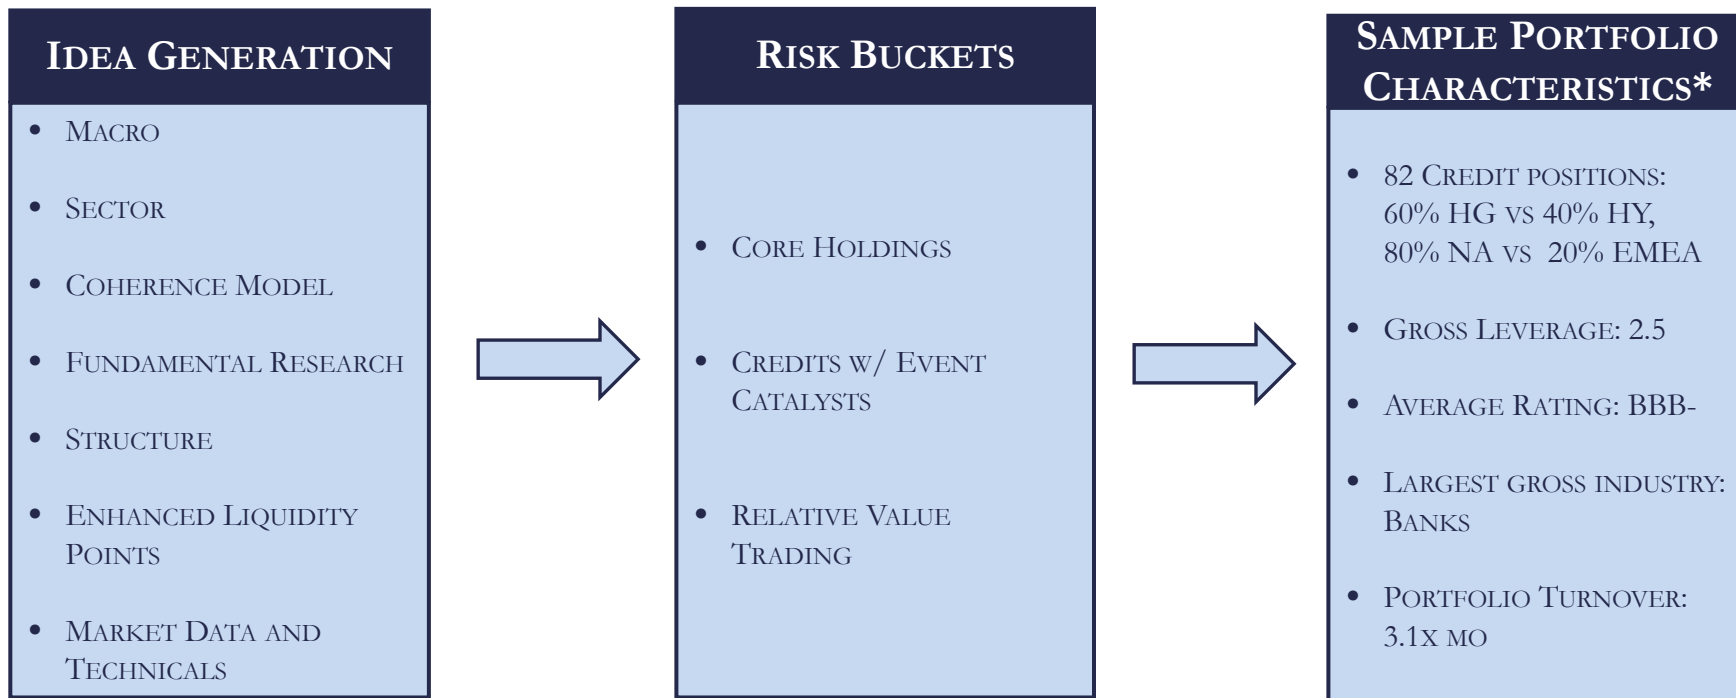 IDEA GENERATION
• MACRO
• SECTOR
• COHERENCE MODEL
• FUNDAMENTAL RESEARCH
• STRUCTURE
• ENHANCED LIQUIDITY
POINTS
• MARKET DATA AND
TECHNICALS
RISK BUCKETS
• CORE HOLDINGS
• CREDITS W/ EVENT
CATALYSTS
• RELATIVE VALUE
TRADING
SAMPLE PORTFOLIO
CHARACTERISTICS*
• 82 CREDIT POSITIONS:
60% HG VS 40% HY,
80% NA VS 20% EMEA
• GROSS LEVERAGE: 2.5
• AVERAGE RATING: BBB-
• LARGEST GROSS INDUSTRY:
BANKS
• PORTFOLIO TURNOVER:
3.1X MO